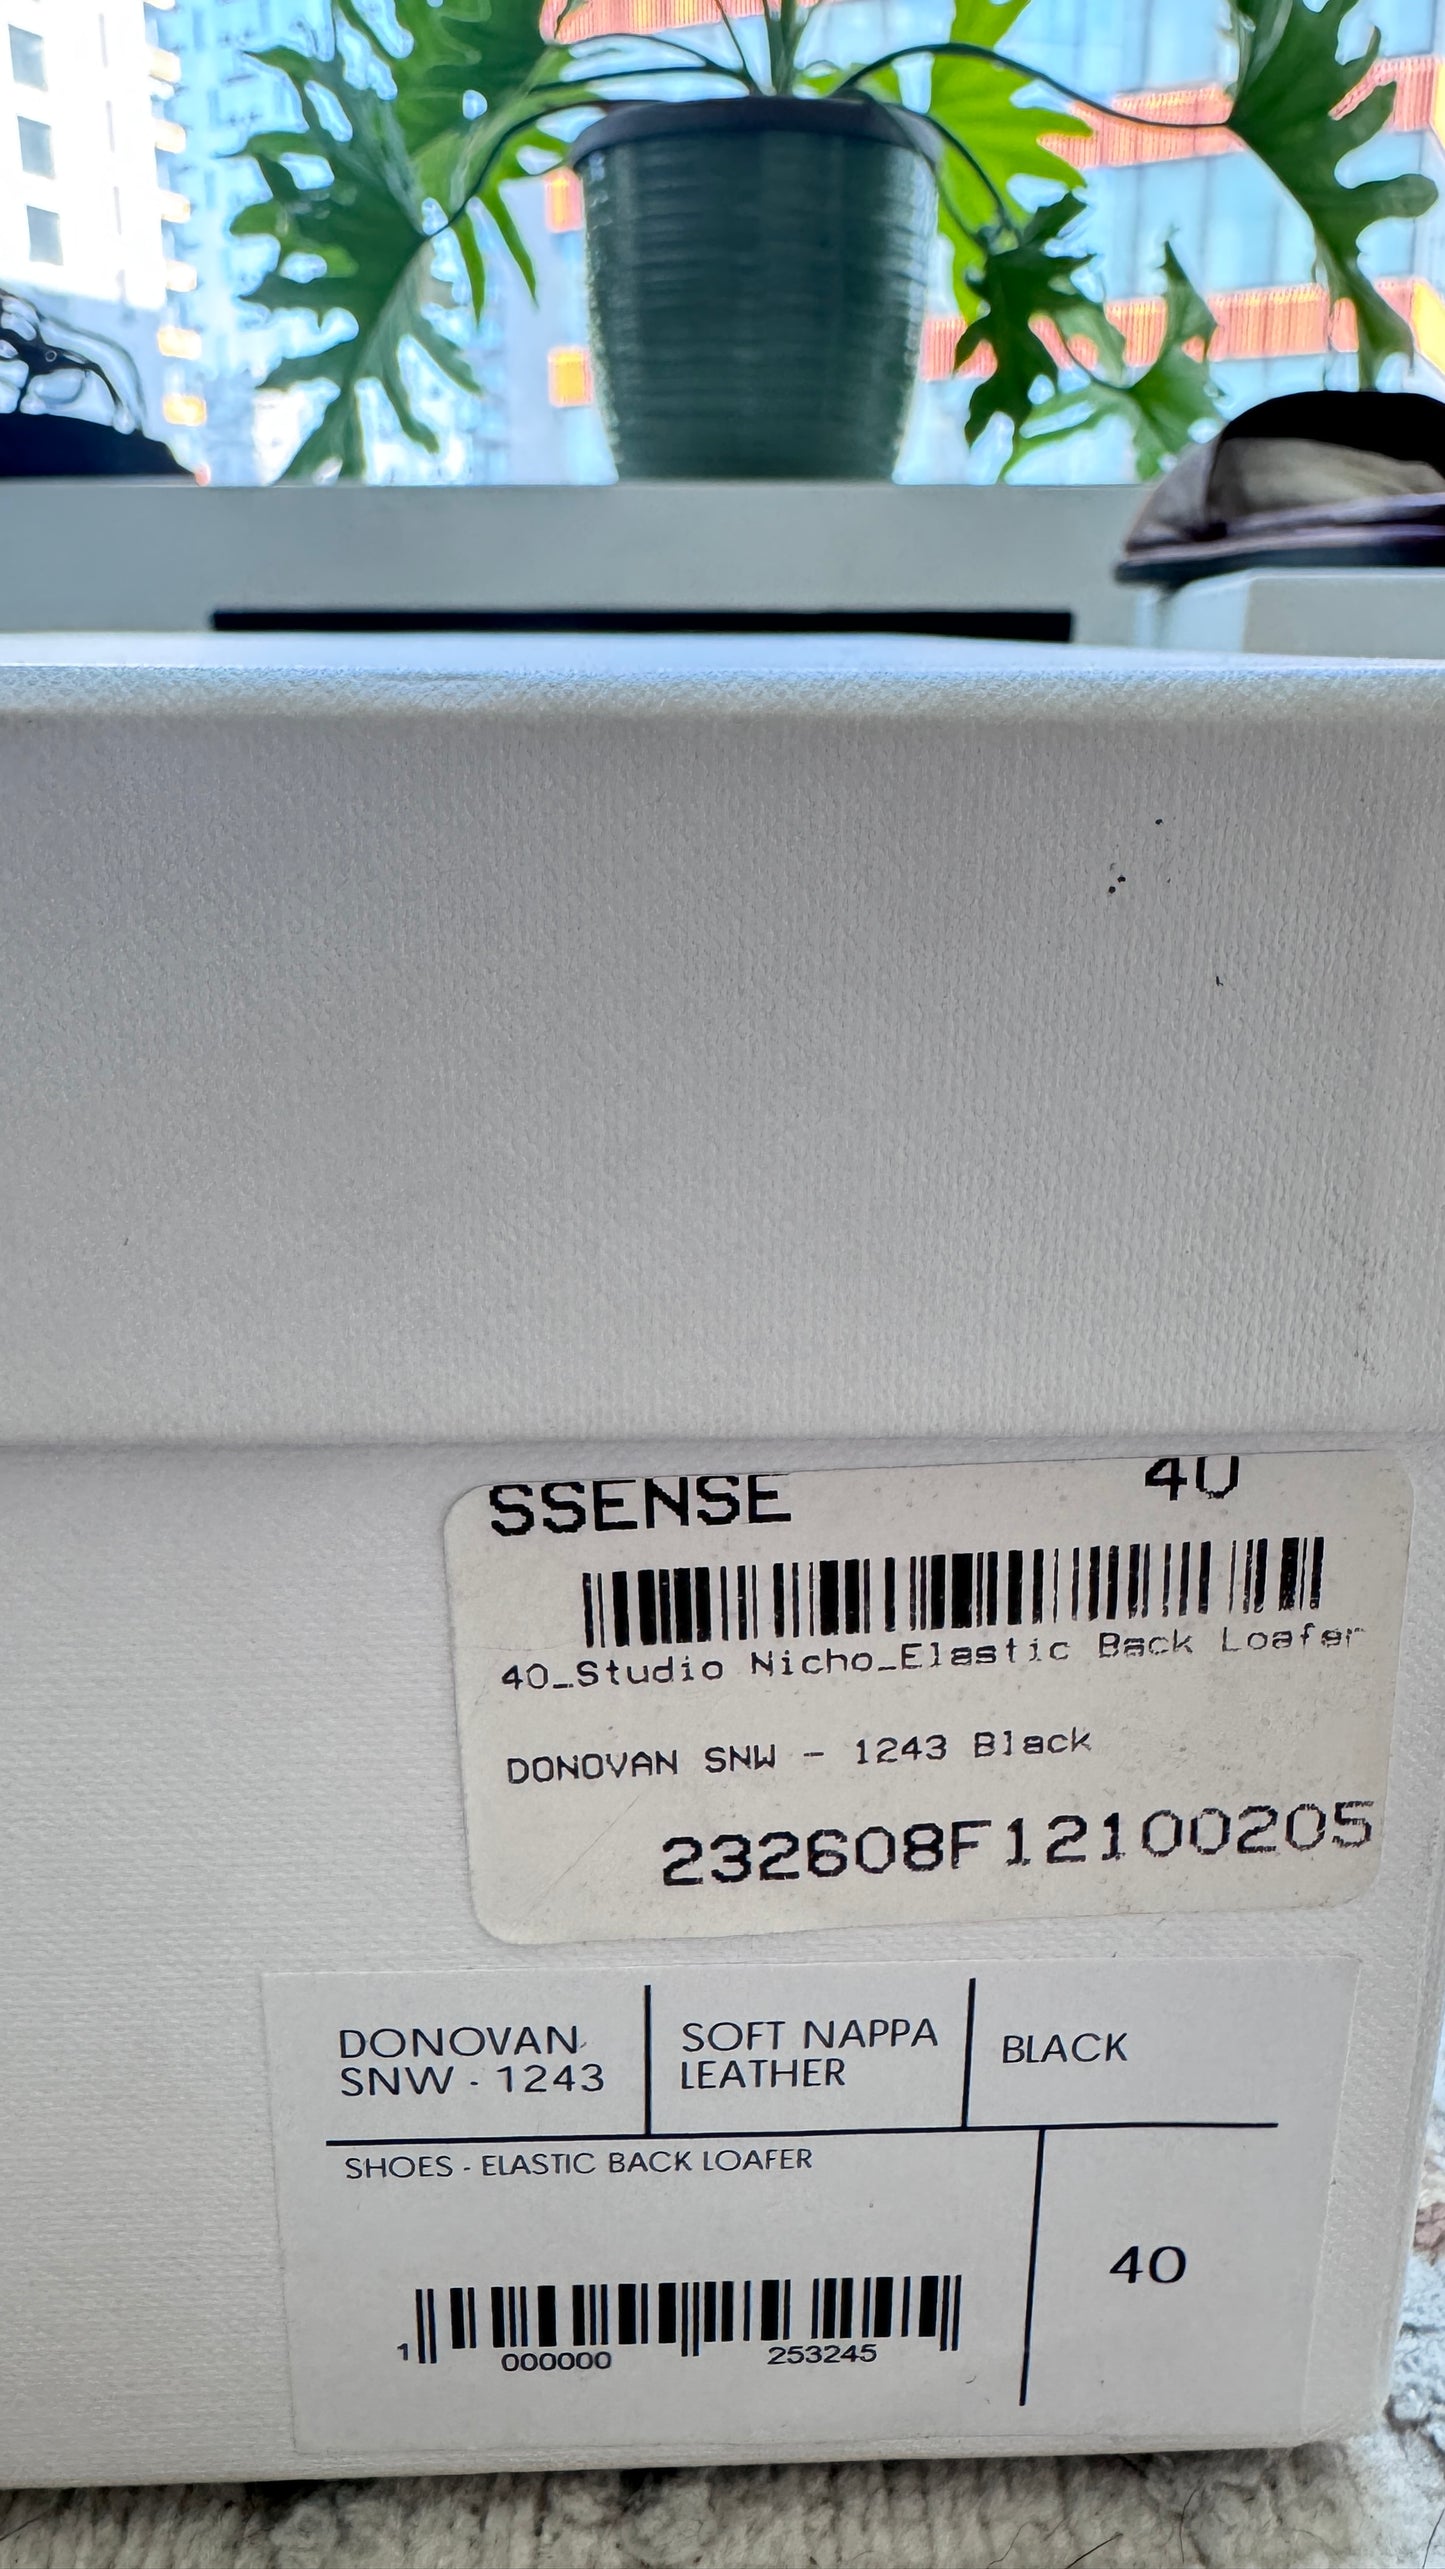 SSENSE 40
40_Studio Nicho_Elastic Back Loafer
DONOVAN SNW - 1243 Black
232608F12100205
DONOVAN
SNW - 1243
SOFT NAPPA
LEATHER
BLACK
SHOES - ELASTIC BACK LOAFER
40
1 000000 253245